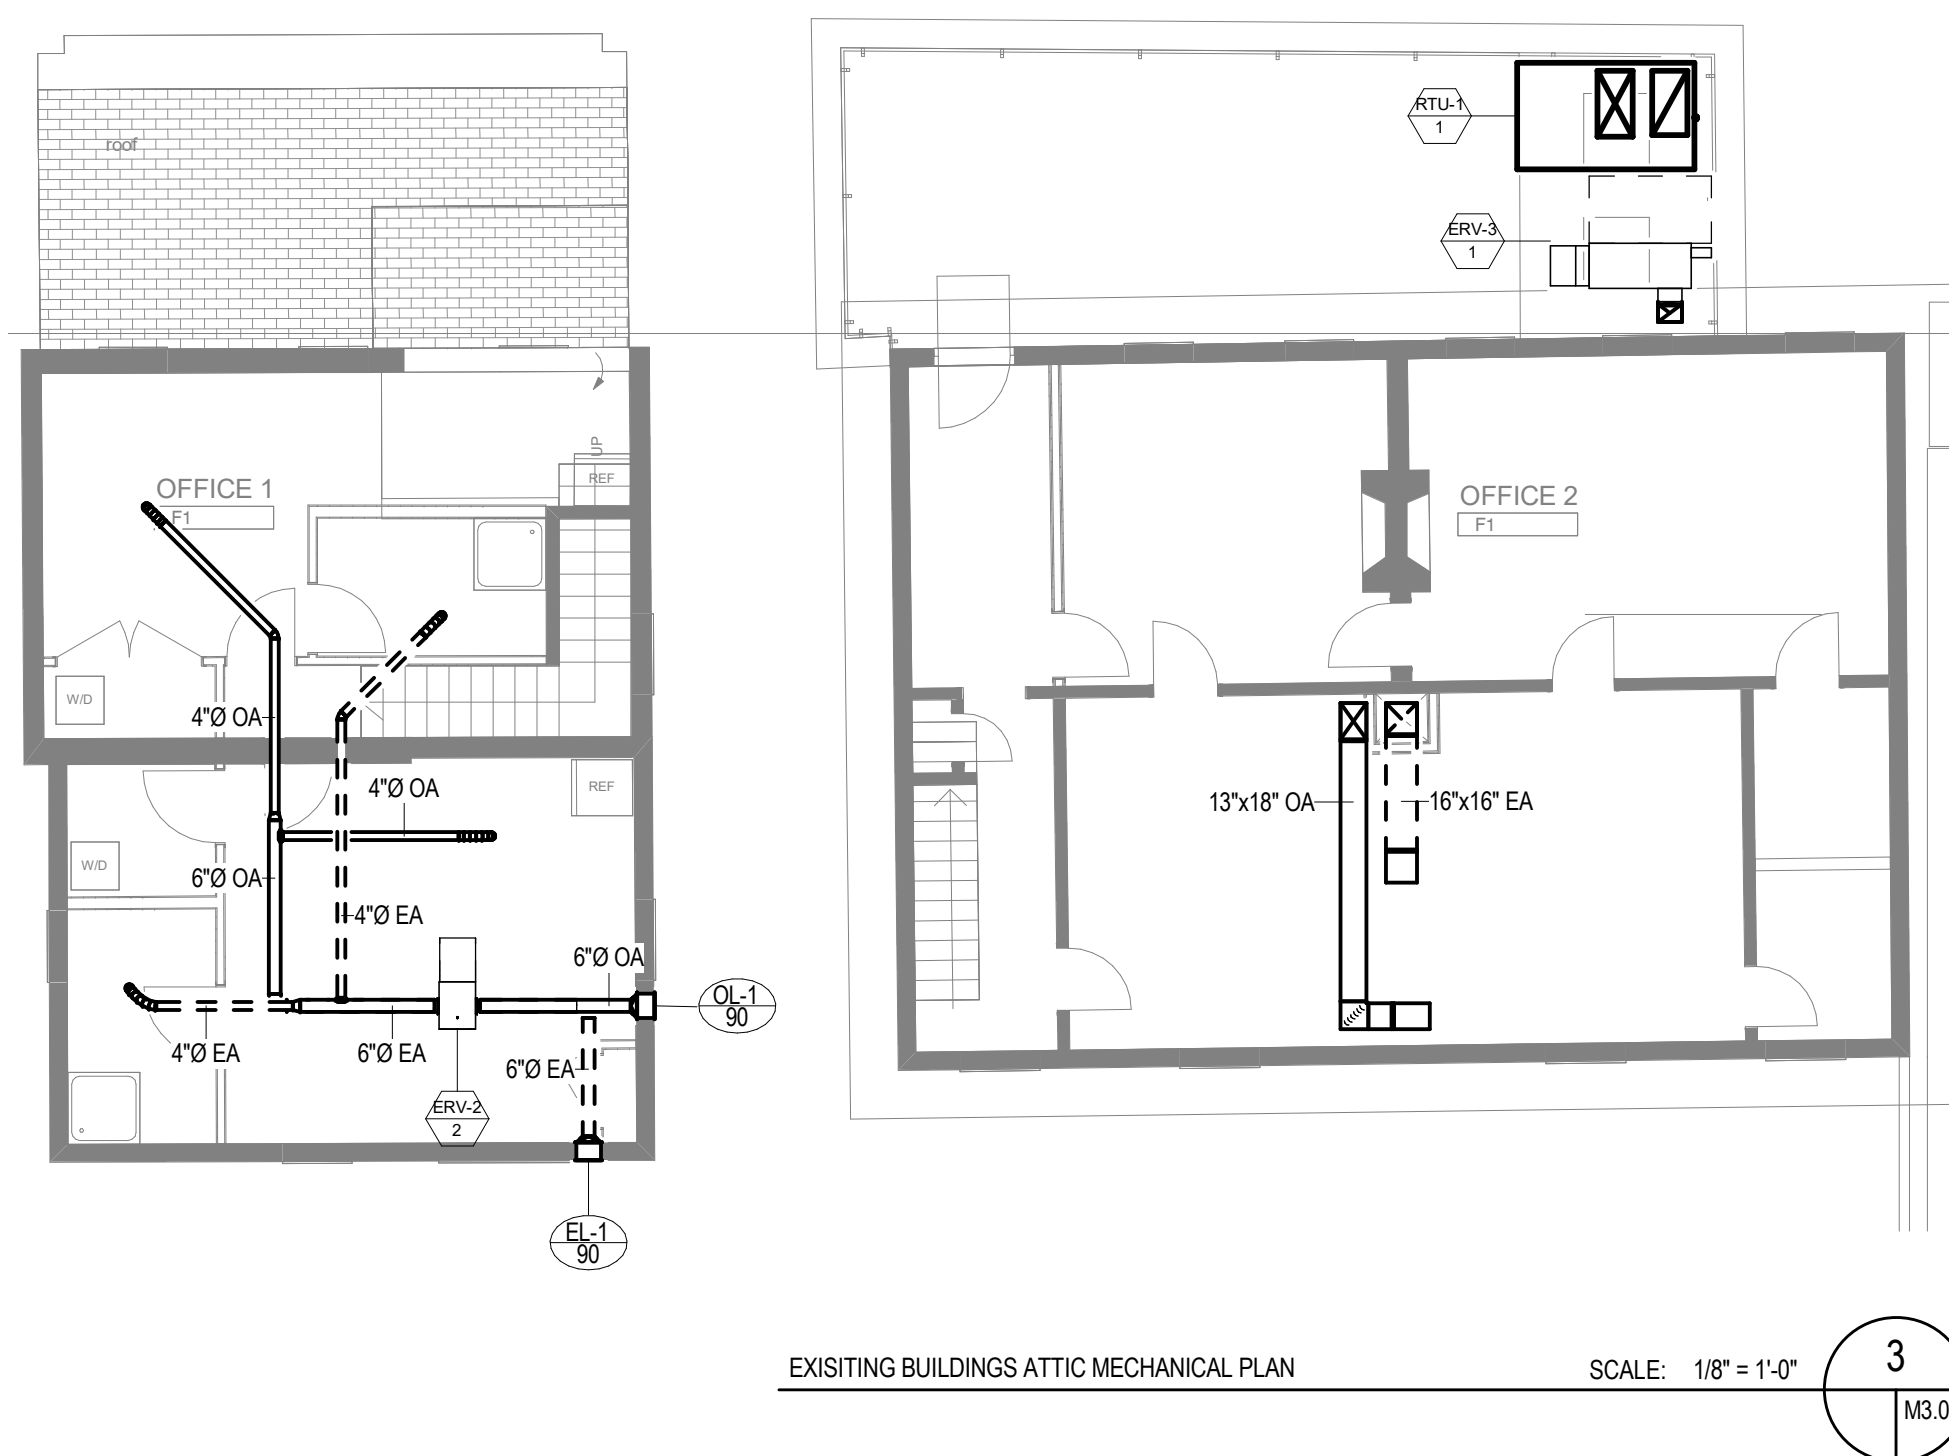 roof
RTU-1
1
ERV-3
1
UP
REF
OFFICE 1
F1
OFFICE 2
F1
W/D
4"Ø OA
REF
4"Ø OA
13"x18" OA
16"x16" EA
W/D
6"Ø OA
4"Ø EA
6"Ø OA
OL-1
90
4"Ø EA
6"Ø EA
6"Ø EA
ERV-2
2
EL-1
90
EXISITING BUILDINGS ATTIC MECHANICAL PLAN
SCALE: 1/8" = 1'-0"
3
M3.0